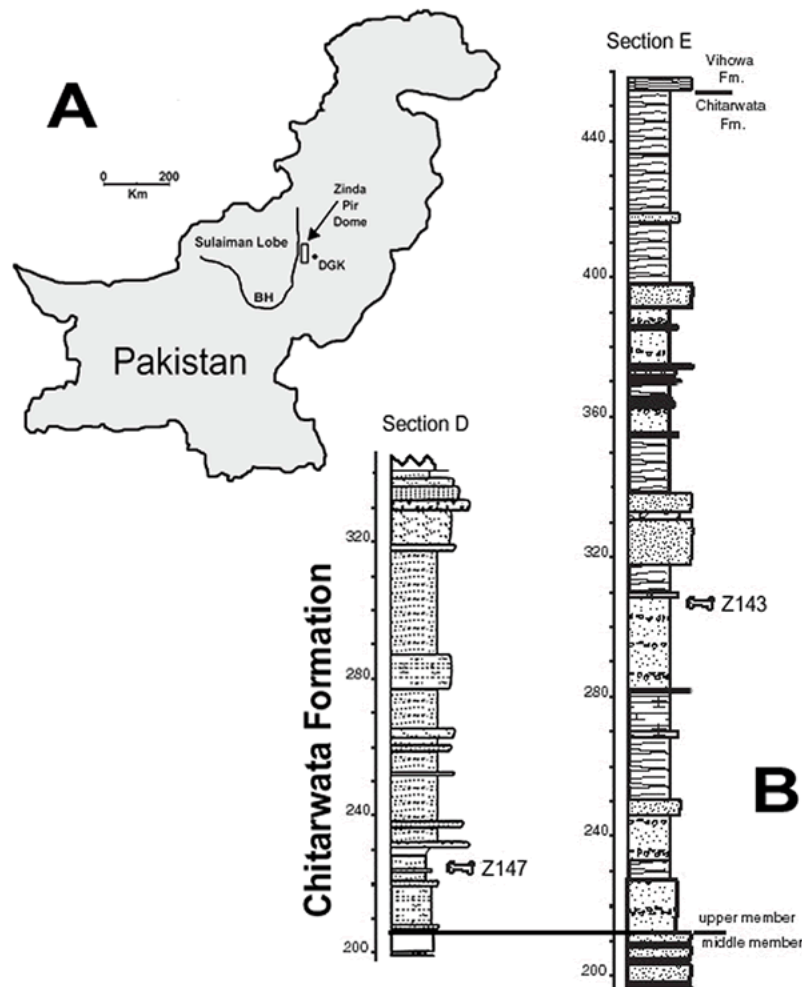 A
0 200
Km
Zinda
Pir
Dome
Sulaiman Lobe
DGK
BH
Pakistan
Section D
320
280
240
200
Chitarwata Formation
Z147
Section E
Vihowa
Fm.
Chitarwata
Fm.
440
400
360
320
280
240
200
Z143
B
upper member
middle member